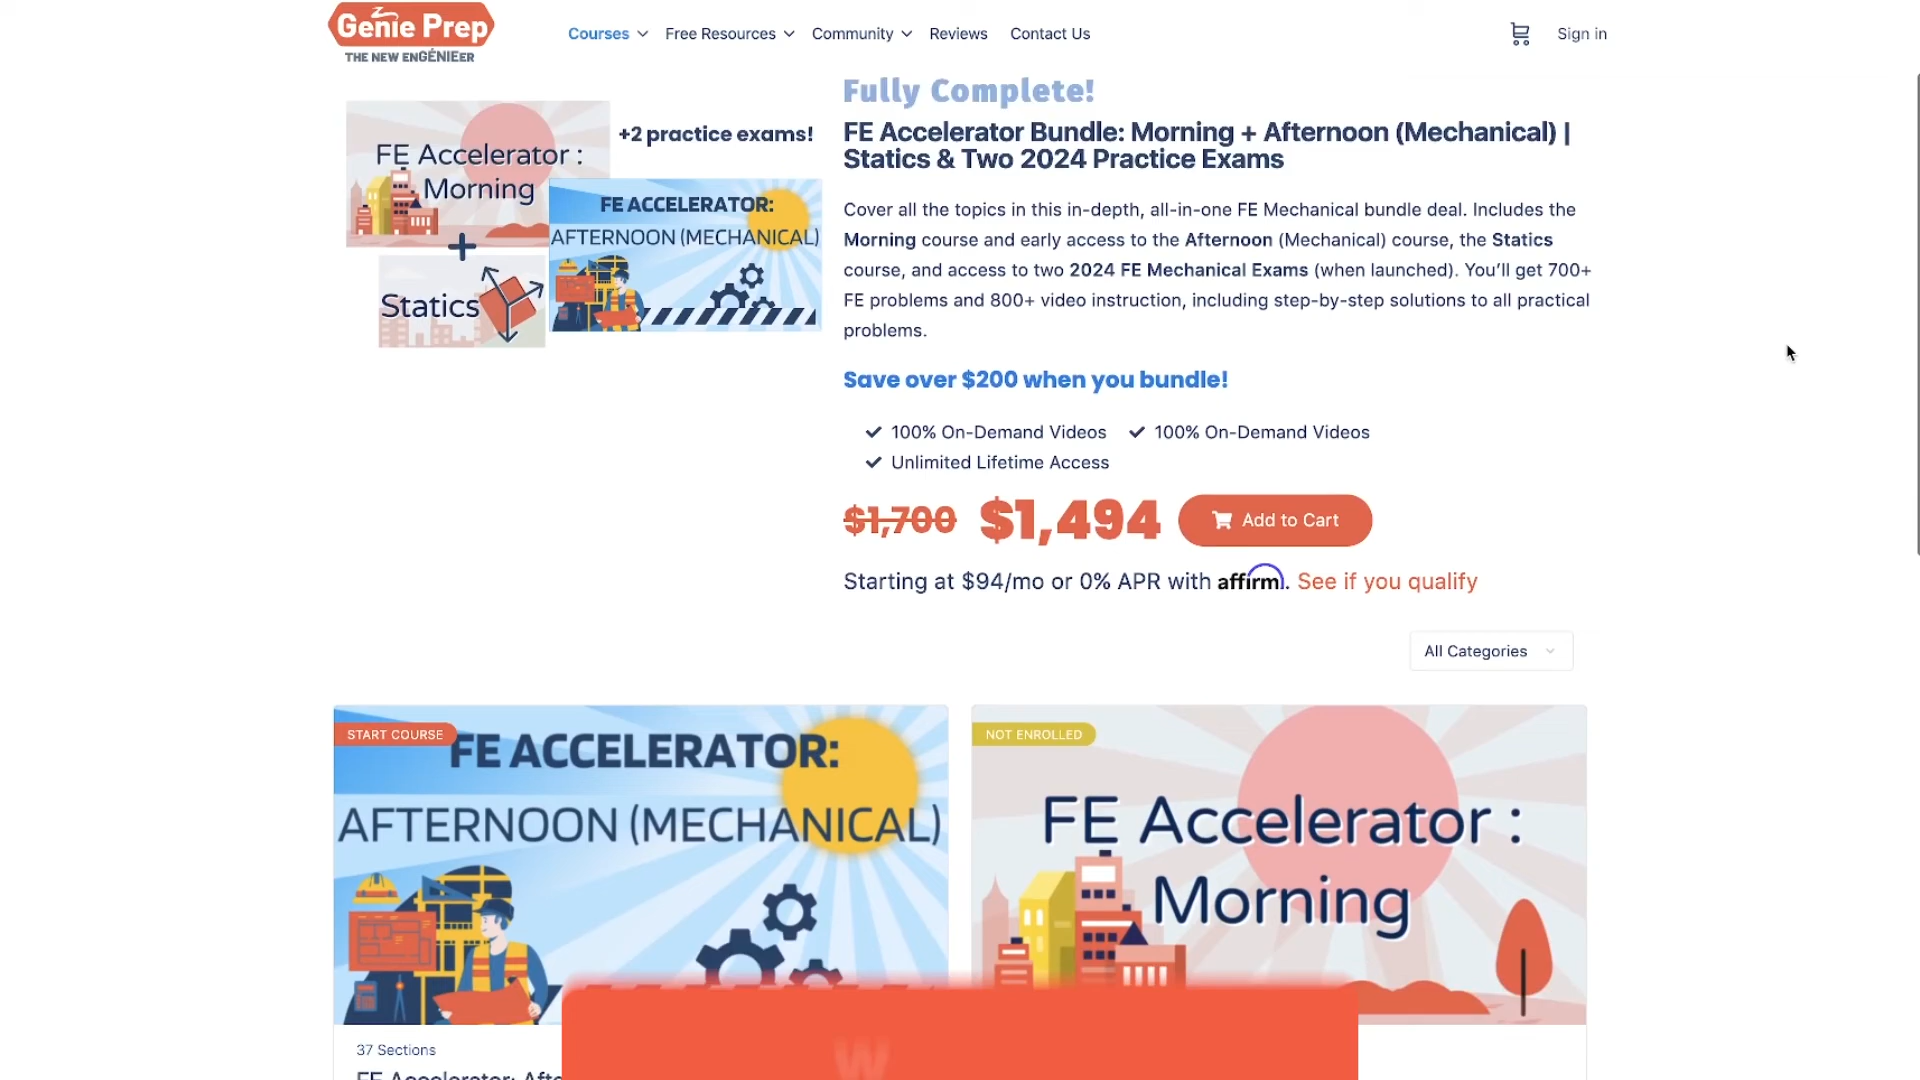 Genie Prep
THE NEW ENGÉNIEER
Courses
Free Resources
Community
Reviews
Contact Us
Sign in
FE Accelerator :
Morning
+2 practice exams!
FE ACCELERATOR:
AFTERNOON (MECHANICAL)
+
Statics
Fully Complete!
FE Accelerator Bundle: Morning + Afternoon (Mechanical) |
Statics & Two 2024 Practice Exams
Cover all the topics in this in-depth, all-in-one FE Mechanical bundle deal. Includes the
Morning course and early access to the Afternoon (Mechanical) course, the Statics
course, and access to two 2024 FE Mechanical Exams (when launched). You’ll get 700+
FE problems and 800+ video instruction, including step-by-step solutions to all practical
problems.
Save over $200 when you bundle!
100% On-Demand Videos
100% On-Demand Videos
Unlimited Lifetime Access
$1,700 $1,494 Add to Cart
Starting at $94/mo or 0% APR with affirm. See if you qualify
All Categories
START COURSE
FE ACCELERATOR:
AFTERNOON (MECHANICAL)
NOT ENROLLED
FE Accelerator :
Morning
37 Sections
FE Accelerator:
W